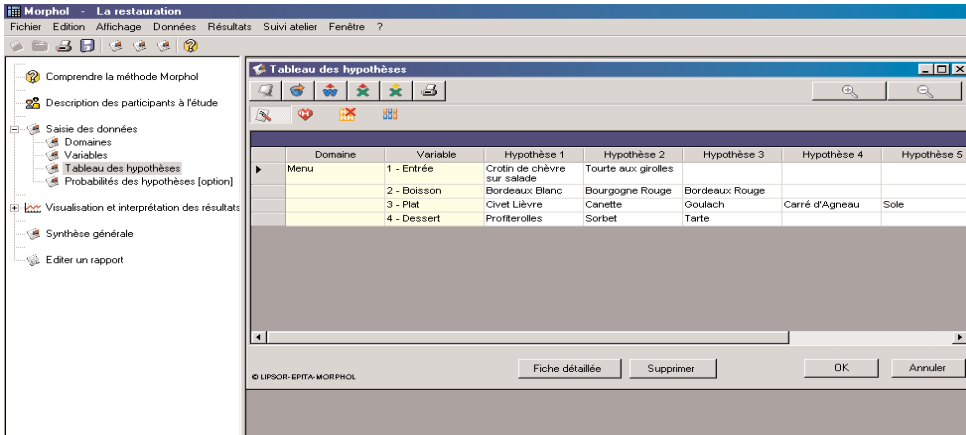 Morphol - La restauration
Fichier Edition Affichage Données Résultats Suivi atelier Fenêtre ?
Comprendre la méthode Morphol
Description des participants à l'étude
Saisie des données
Domaines
Variables
Tableau des hypothèses
Probabilités des hypothèses [option]
Visualisation et interprétation des résultats
Synthèse générale
Editer un rapport
Tableau des hypothèses
Domaine Variable Hypothèse 1 Hypothèse 2 Hypothèse 3 Hypothèse 4 Hypothèse 5
Menu 1 - Entrée Crotin de chèvre sur salade Tourte aux girolles
2 - Boisson Bordeaux Blanc Bourgogne Rouge Bordeaux Rouge
3 - Plat Civet Lièvre Canette Goulach Carré d'Agneau Sole
4 - Dessert Profiterolles Sorbet Tarte
© LIPSOR-EPITA-MORPHOL
Fiche détaillée Supprimer OK Annuler